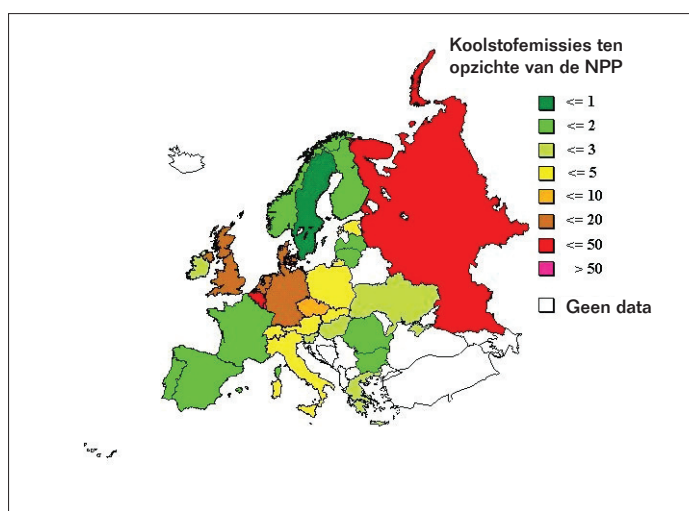 Koolstofemissies ten
opzichte van de NPP
<= 1
<= 2
<= 3
<= 5
<= 10
<= 20
<= 50
> 50
Geen data